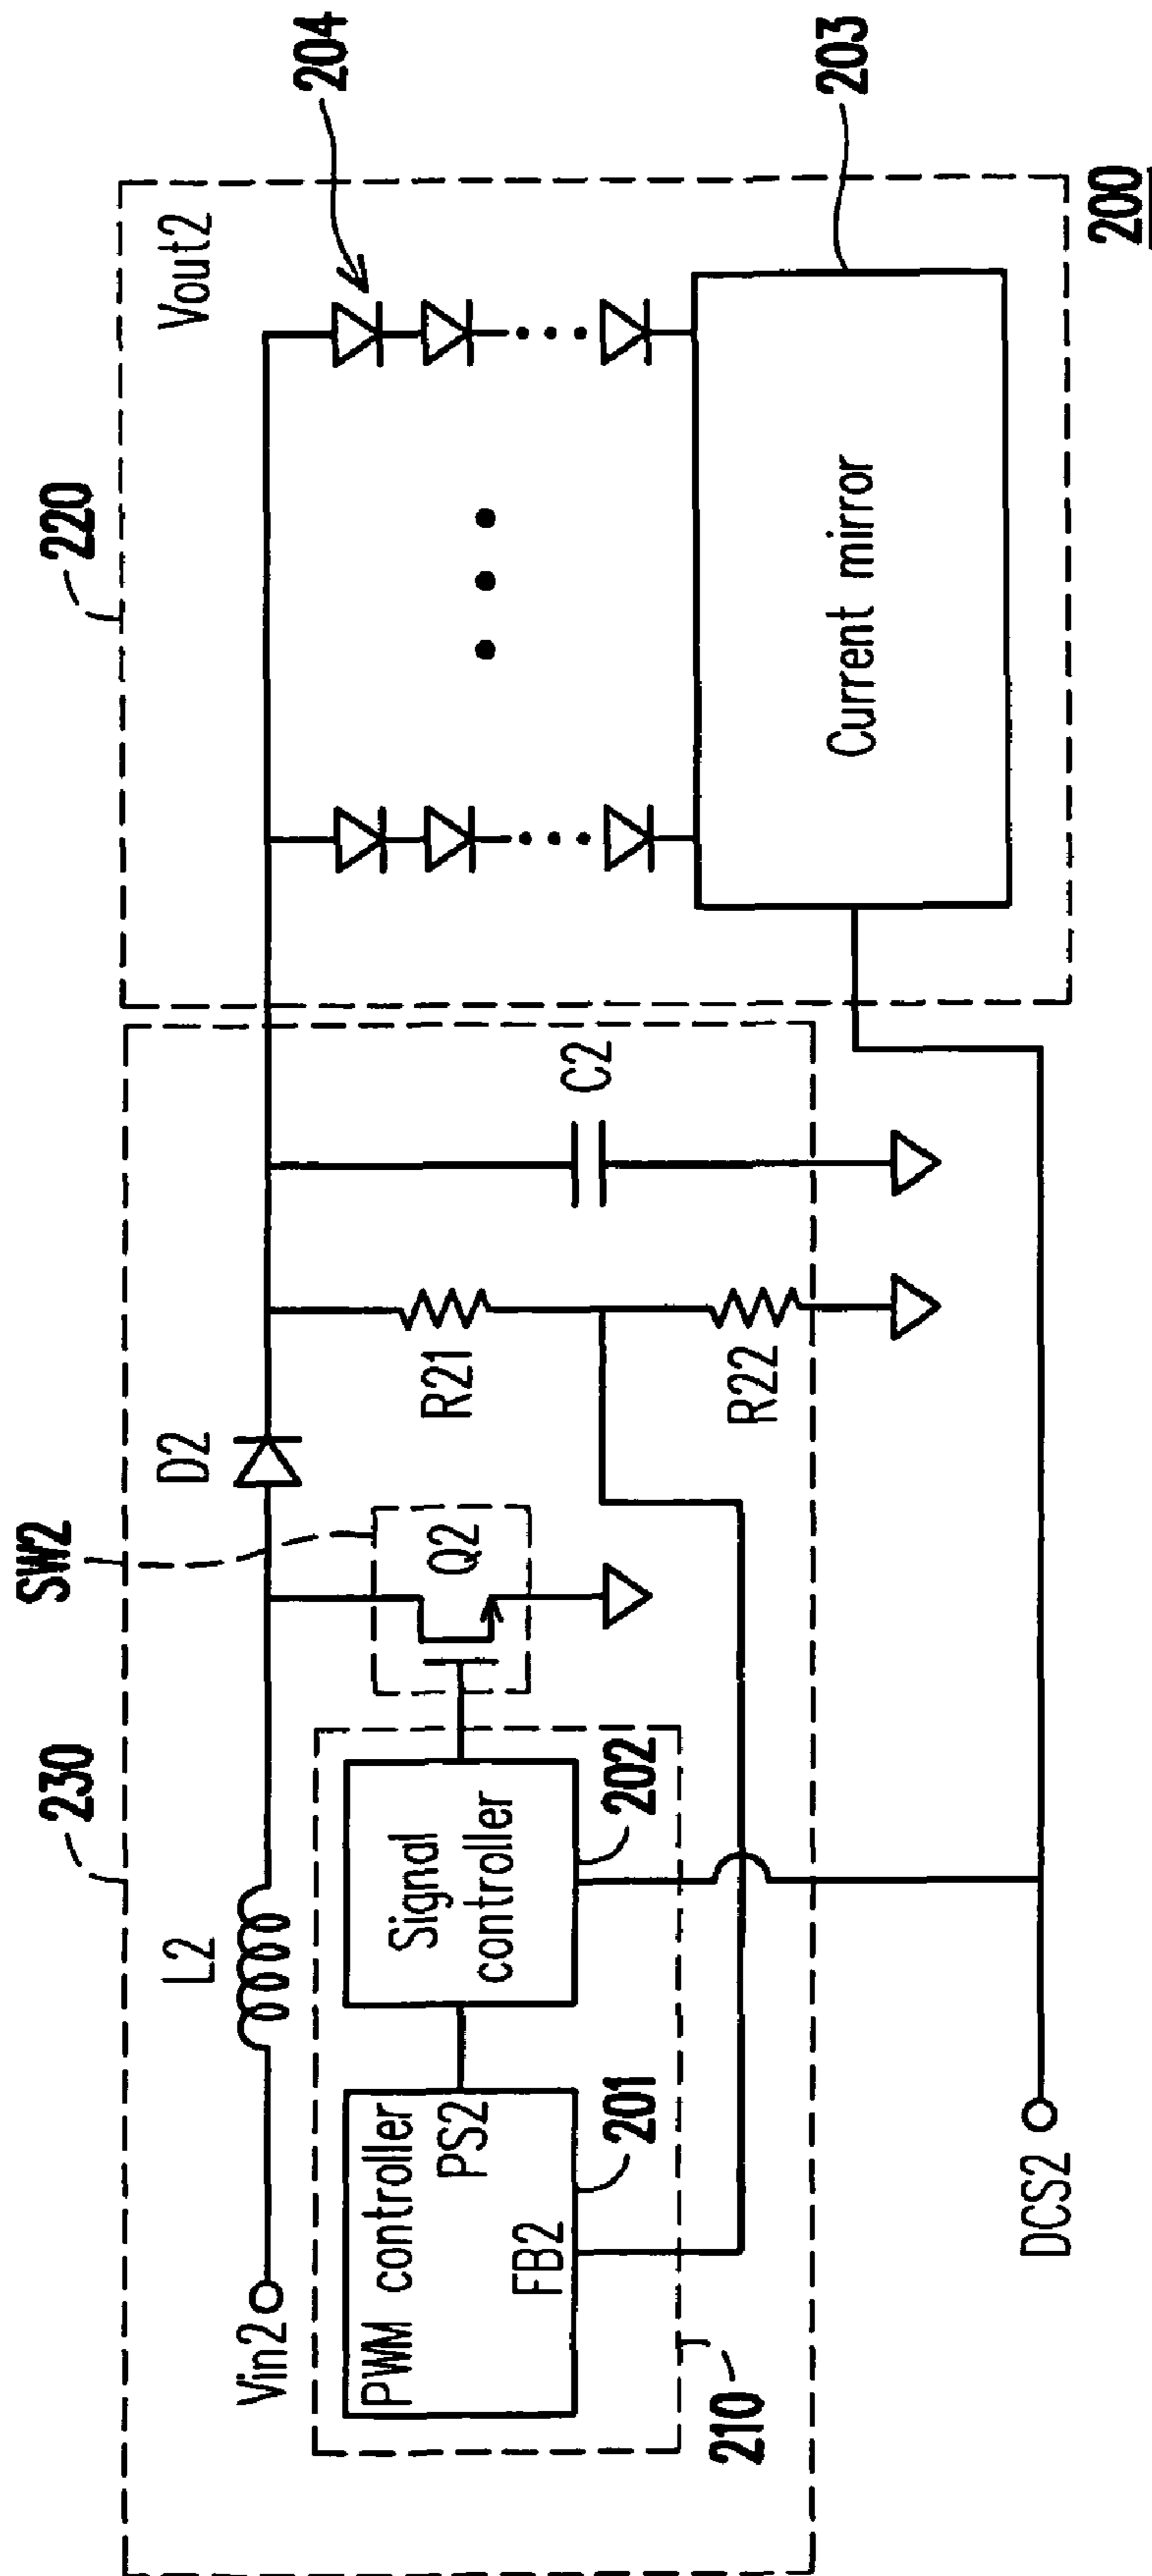 230
SW2
220
204
Vin2
L2
D2
Vout2
PWM controller
PS2
FB2
Signal
controller
Q2
R21
C2
201
202
R22
210
Current mirror
203
DCS2
200